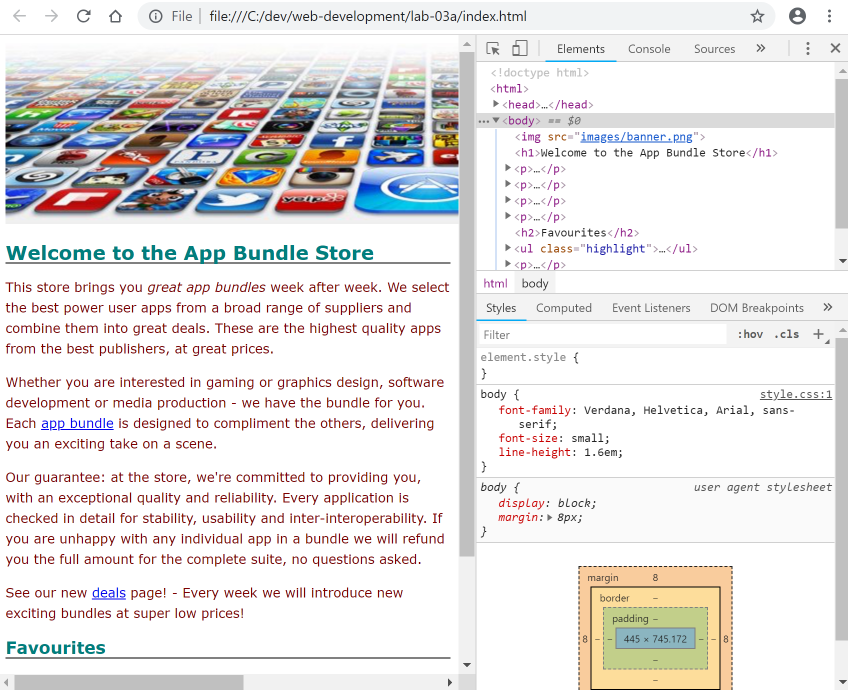 File file:///C:/dev/web-development/lab-03a/index.html
Welcome to the App Bundle Store
This store brings you great app bundles week after week. We select
the best power user apps from a broad range of suppliers and
combine them into great deals. These are the highest quality apps
from the best publishers, at great prices.
Whether you are interested in gaming or graphics design, software
development or media production - we have the bundle for you.
Each app bundle is designed to compliment the others, delivering
you an exciting take on a scene.
Our guarantee: at the store, we're committed to providing you,
with an exceptional quality and reliability. Every application is
checked in detail for stability, usability and inter-interoperability. If
you are unhappy with any individual app in a bundle we will refund
you the full amount for the complete suite, no questions asked.
See our new deals page! - Every week we will introduce new
exciting bundles at super low prices!
Favourites
Elements Console Sources »
<!doctype html>
<html>
<head>…</head>
… <body> == $0
<img src="images/banner.png">
<h1>Welcome to the App Bundle Store</h1>
<p>…</p>
<p>…</p>
<p>…</p>
<p>…</p>
<h2>Favourites</h2>
<ul class="highlight">…</ul>
<p>…</p>
html body
Styles Computed Event Listeners DOM Breakpoints »
Filter :hov .cls +
element.style {
}
body { style.css:1
font-family: Verdana, Helvetica, Arial, sans-
serif;
font-size: small;
line-height: 1.6em;
}
body { user agent stylesheet
display: block;
margin: 8px;
}
margin 8
border –
padding –
8 – – 445 × 745.172 – – 8
–
–
yelp